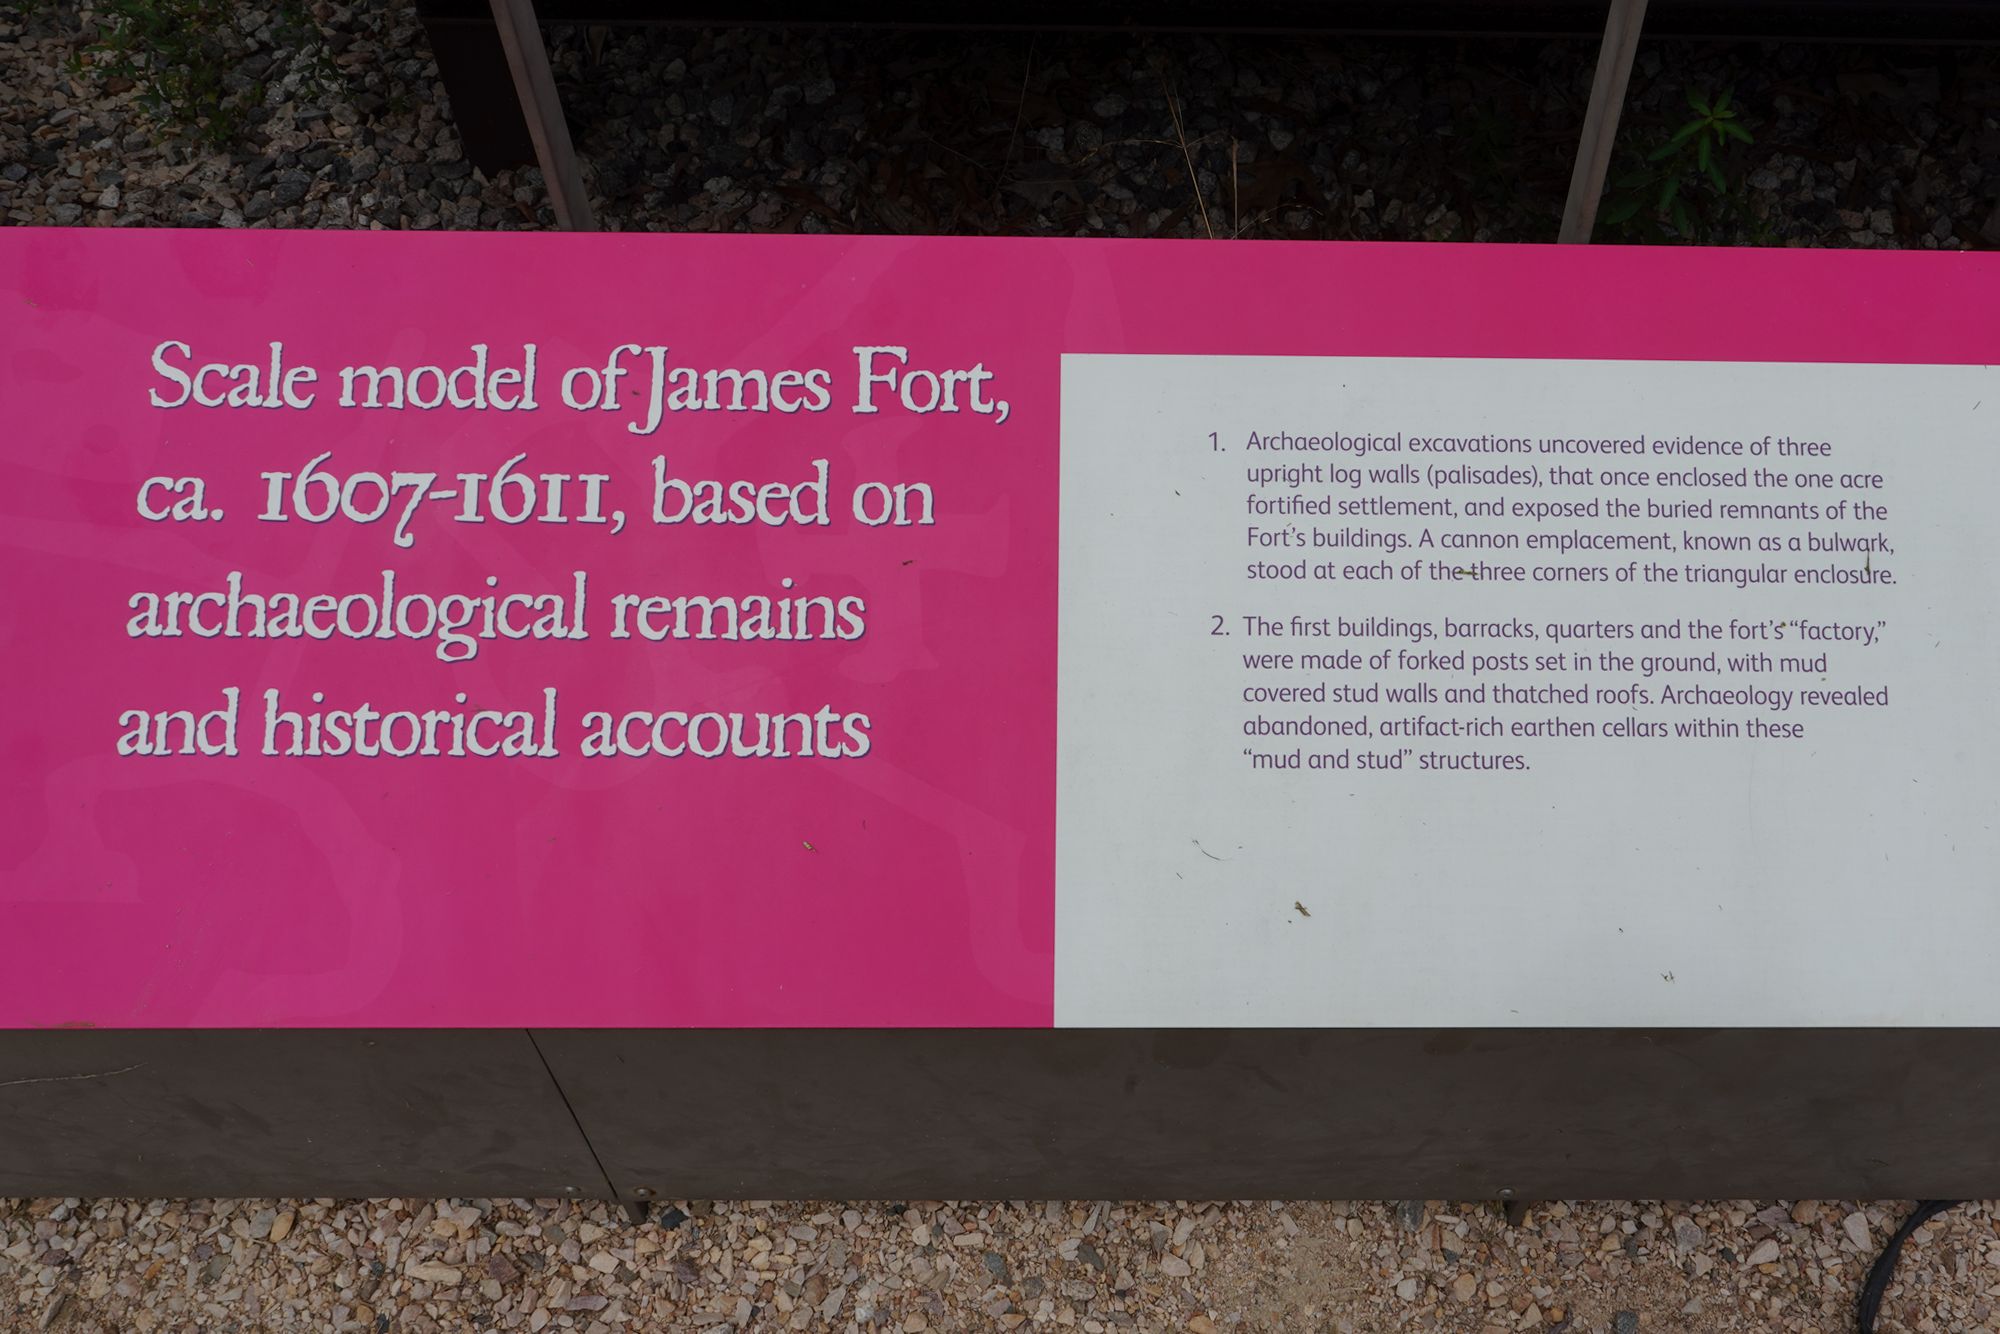 Scale model of James Fort,
ca. 1607-1611, based on
archaeological remains
and historical accounts
1. Archaeological excavations uncovered evidence of three
upright log walls (palisades), that once enclosed the one acre
fortified settlement, and exposed the buried remnants of the
Fort's buildings. A cannon emplacement, known as a bulwark,
stood at each of the three corners of the triangular enclosure.
2. The first buildings, barracks, quarters and the fort's “factory,”
were made of forked posts set in the ground, with mud
covered stud walls and thatched roofs. Archaeology revealed
abandoned, artifact-rich earthen cellars within these
“mud and stud” structures.